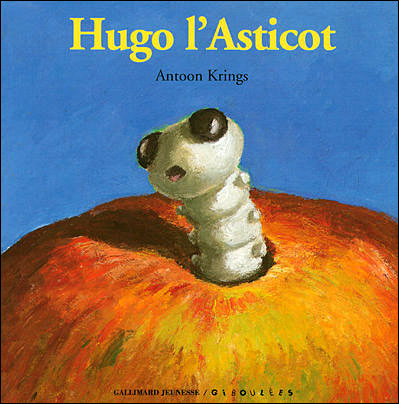 Hugo l'Asticot
Antoon Krings
GALLIMARD JEUNESSE / GIBOULÉES